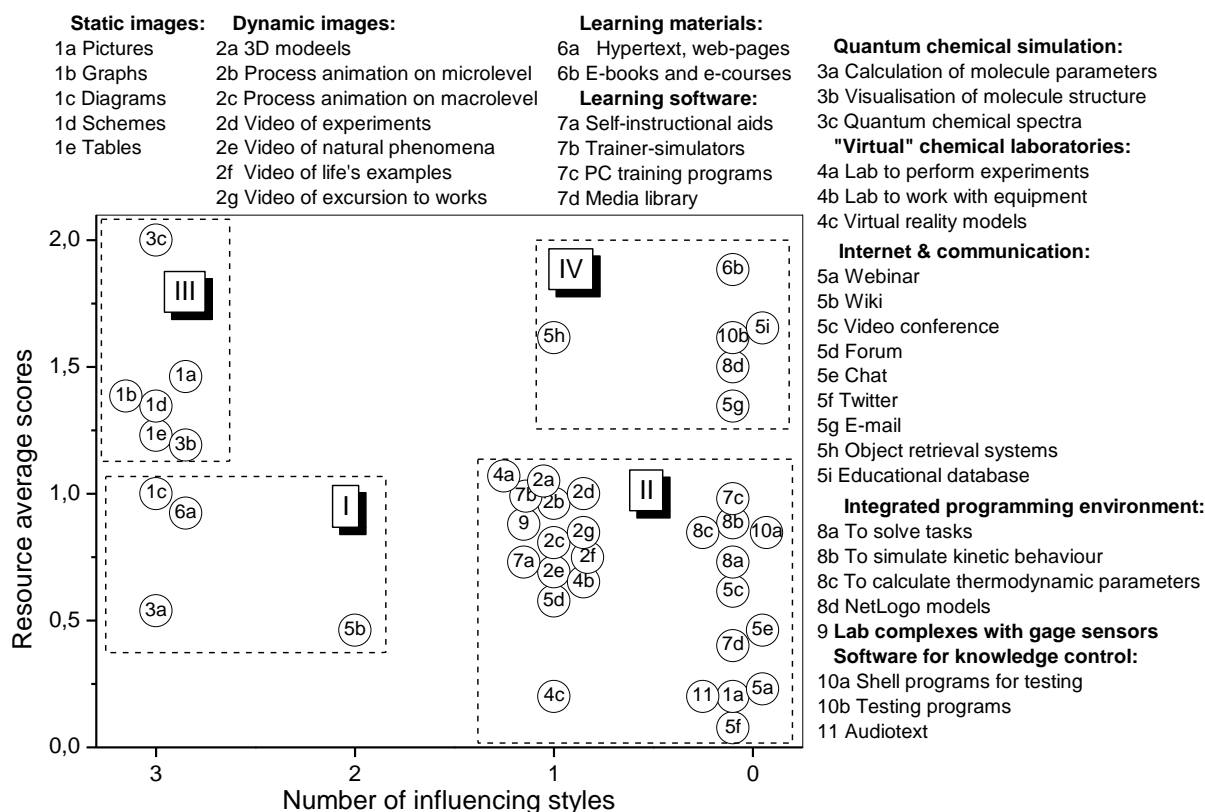 Static images:
1a Pictures
1b Graphs
1c Diagrams
1d Schemes
1e Tables
Dynamic images:
2a 3D modeels
2b Process animation on microlevel
2c Process animation on macrolevel
2d Video of experiments
2e Video of natural phenomena
2f Video of life's examples
2g Video of excursion to works
Learning materials:
6a Hypertext, web-pages
6b E-books and e-courses
Learning software:
7a Self-instructional aids
7b Trainer-simulators
7c PC training programs
7d Media library
Quantum chemical simulation:
3a Calculation of molecule parameters
3b Visualisation of molecule structure
3c Quantum chemical spectra
"Virtual" chemical laboratories:
4a Lab to perform experiments
4b Lab to work with equipment
4c Virtual reality models
Internet & communication:
5a Webinar
5b Wiki
5c Video conference
5d Forum
5e Chat
5f Twitter
5g E-mail
5h Object retrieval systems
5i Educational database
Integrated programming environment:
8a To solve tasks
8b To simulate kinetic behaviour
8c To calculate thermodynamic parameters
8d NetLogo models
9 Lab complexes with gage sensors
Software for knowledge control:
10a Shell programs for testing
10b Testing programs
11 Audiotext
Resource average scores
2,0
1,5
1,0
0,5
0,0
3c
III
1a
1b
1d
1e
3b
IV
6b
5i
5h
10b
8d
5g
I
1c
6a
3a
5b
II
4a
2a
7b
2b
2d
9
2c
2g
7a
2e
2f
4b
5d
4c
7c
8c
8b
10a
8a
5c
5e
7d
11
1a
5a
5f
3
2
1
0
Number of influencing styles